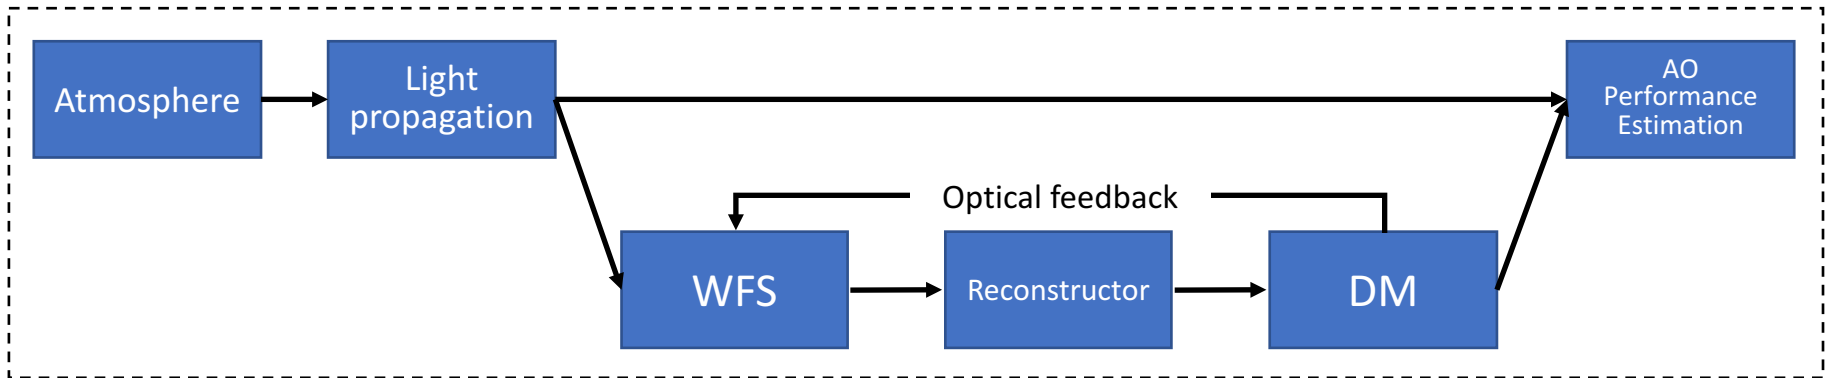 Atmosphere
Light
propagation
AO
Performance
Estimation
Optical feedback
WFS
Reconstructor
DM